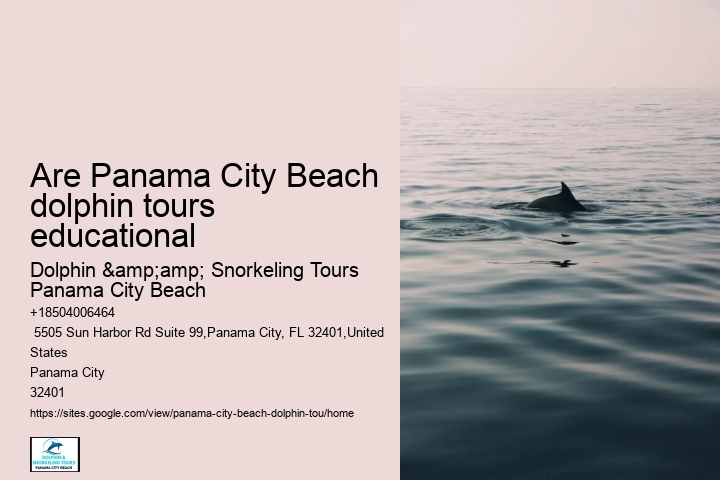 Are Panama City Beach
dolphin tours
educational
Dolphin &amp;amp; Snorkeling Tours
Panama City Beach
+18504006464
5505 Sun Harbor Rd Suite 99,Panama City, FL 32401,United
States
Panama City
32401
https://sites.google.com/view/panama-city-beach-dolphin-tou/home
DOLPHIN &
SNORKELING TOURS
PANAMA CITY BEACH